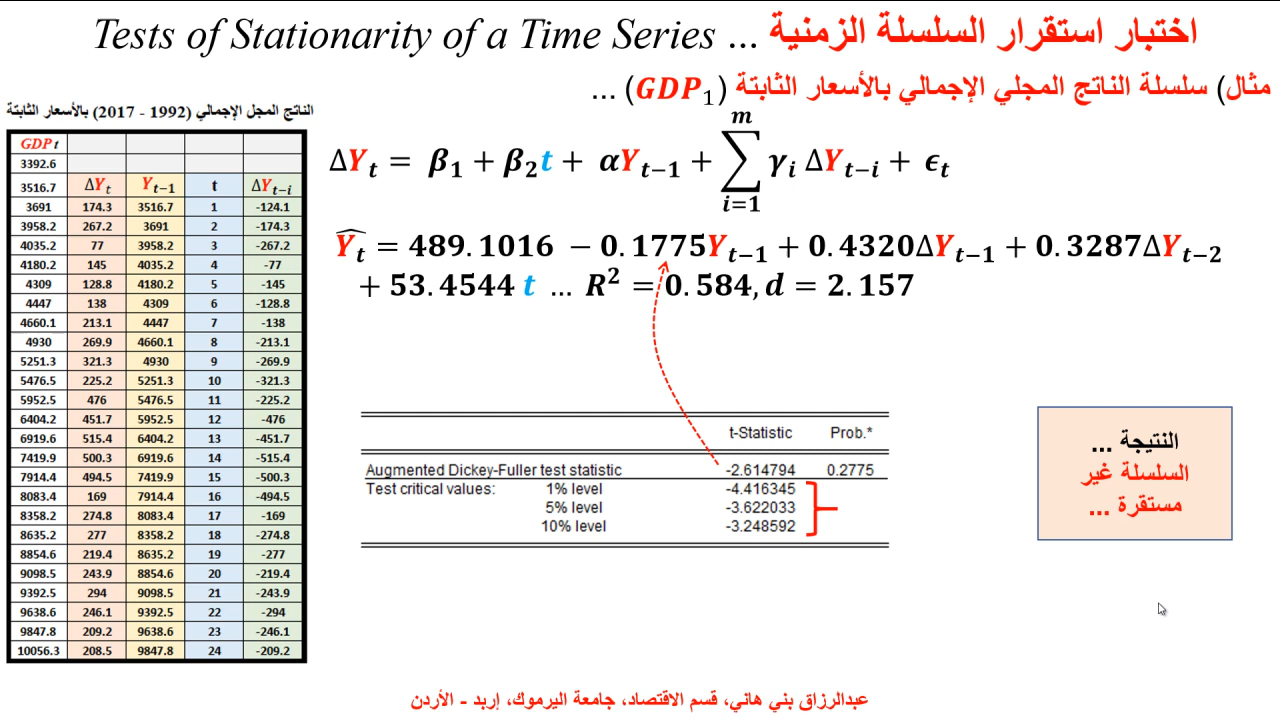 Tests of Stationarity of a Time Series ... اختبار استقرار السلسلة الزمنية
مثال) سلسلة الناتج المجلي الإجمالي بالأسعار الثابتة (GDP₁) ...
الناتج المجل الإجمالي (1992 - 2017) بالأسعار الثابتة
GDP t
3392.6
3516.7 ΔYₜ Yₜ₋₁ t ΔYₜ₋ᵢ
3691 174.3 3516.7 1 -124.1
3958.2 267.2 3691 2 -174.3
4035.2 77 3958.2 3 -267.2
4180.2 145 4035.2 4 -77
4309 128.8 4180.2 5 -145
4447 138 4309 6 -128.8
4660.1 213.1 4447 7 -138
4930 269.9 4660.1 8 -213.1
5251.3 321.3 4930 9 -269.9
5476.5 225.2 5251.3 10 -321.3
5952.5 476 5476.5 11 -225.2
6404.2 451.7 5952.5 12 -476
6919.6 515.4 6404.2 13 -451.7
7419.9 500.3 6919.6 14 -515.4
7914.4 494.5 7419.9 15 -500.3
8083.4 169 7914.4 16 -494.5
8358.2 274.8 8083.4 17 -169
8635.2 277 8358.2 18 -274.8
8854.6 219.4 8635.2 19 -277
9098.5 243.9 8854.6 20 -219.4
9392.5 294 9098.5 21 -243.9
9638.6 246.1 9392.5 22 -294
9847.8 209.2 9638.6 23 -246.1
10056.3 208.5 9847.8 24 -209.2
ΔYₜ = β₁ + β₂t + αYₜ₋₁ + ∑ᵢ₌₁ᵐ γᵢ ΔYₜ₋ᵢ + ϵₜ
Ŷₜ = 489.1016 − 0.1775Yₜ₋₁ + 0.4320ΔYₜ₋₁ + 0.3287ΔYₜ₋₂
+ 53.4544 t ... R² = 0.584, d = 2.157
t-Statistic Prob.*
Augmented Dickey-Fuller test statistic -2.614794 0.2775
Test critical values: 1% level -4.416345
5% level -3.622033
10% level -3.248592
النتيجة ...
السلسلة غير
مستقرة ...
عبدالرزاق بني هاني، قسم الاقتصاد، جامعة اليرموك، إربد - الأردن